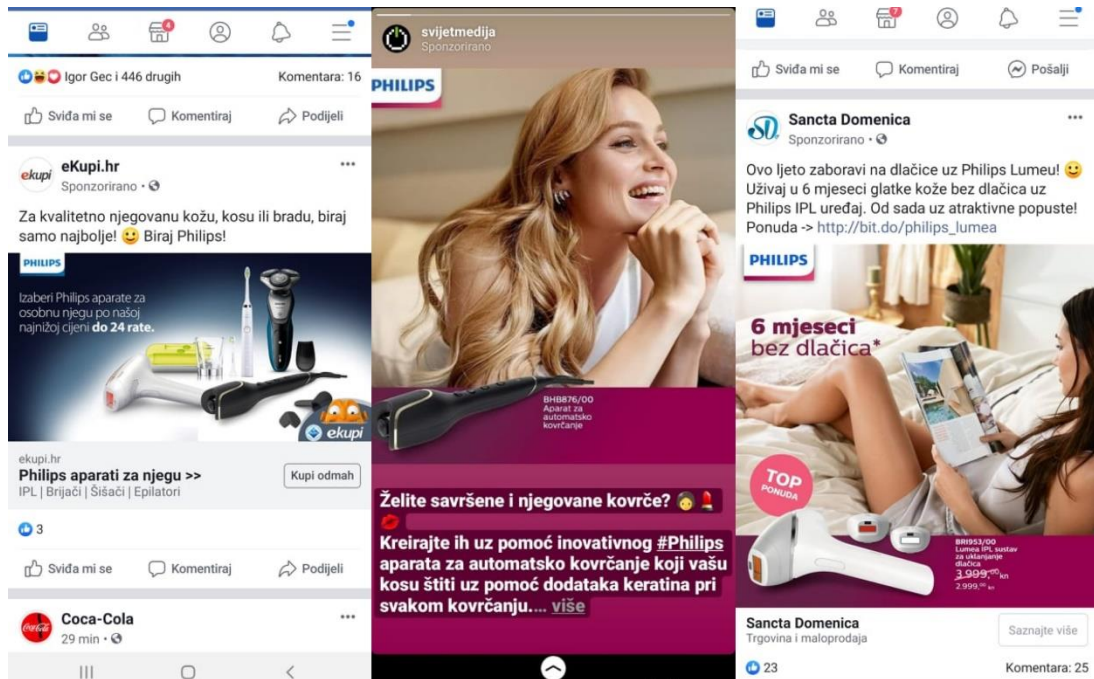 4
Igor Gec i 446 drugih
Komentara: 16
Sviđa mi se
Komentiraj
Podijeli
ekupi
eKupi.hr
Sponzorirano
Za kvalitetno njegovanu kožu, kosu ili bradu, biraj
samo najbolje! Biraj Philips!
PHILIPS
Izaberi Philips aparate za
osobnu njegu po našoj
najnižoj cijeni do 24 rate.
ekupi
ekupi.hr
Philips aparati za njegu >>
IPL | Brijači | Šišači | Epilatori
Kupi odmah
3
Sviđa mi se
Komentiraj
Podijeli
Coca-Cola
Coca-Cola
29 min
svijetmedija
Sponzorirano
PHILIPS
BHB876/00
Aparat za
automatsko
kovrčanje
Želite savršene i njegovane kovrče?
Kreirajte ih uz pomoć inovativnog #Philips
aparata za automatsko kovrčanje koji vašu
kosu štiti uz pomoć dodataka keratina pri
svakom kovrčanju.... više
7
Sviđa mi se
Komentiraj
Pošalji
SD
Sancta Domenica
Sponzorirano
Ovo ljeto zaboravi na dlačice uz Philips Lumeu!
Uživaj u 6 mjeseci glatke kože bez dlačica uz
Philips IPL uređaj. Od sada uz atraktivne popuste!
Ponuda -> http://bit.do/philips_lumea
PHILIPS
6 mjeseci
bez dlačica*
TOP
PONUDA
BRI953/00
Lumea IPL sustav
za uklanjanje
dlačica
3.999,00 kn
2.999,00 kn
Sancta Domenica
Trgovina i maloprodaja
Saznajte više
23
Komentara: 25